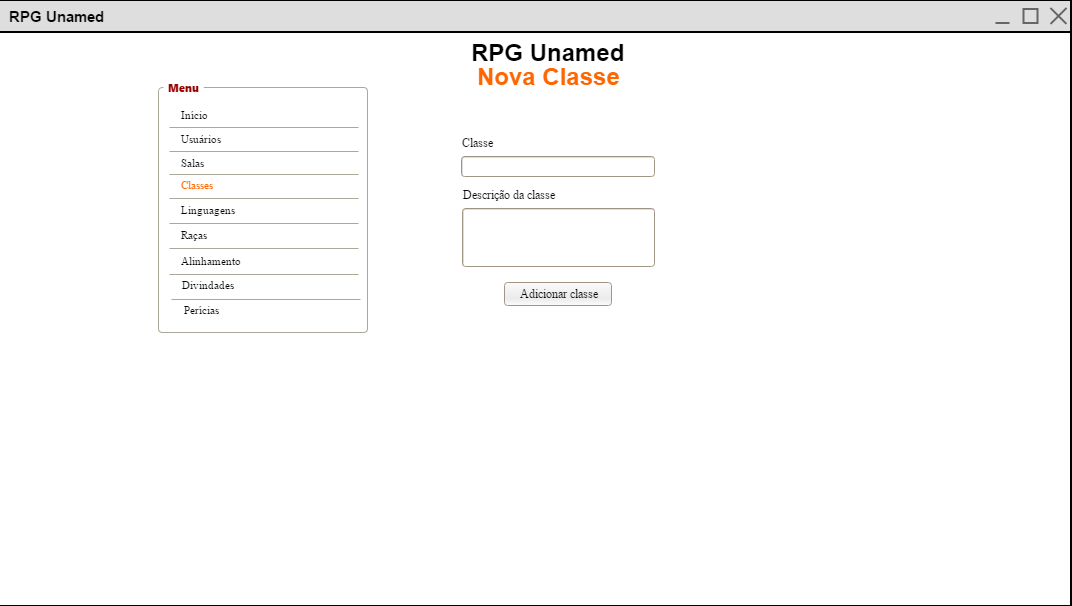 RPG Unamed
RPG Unamed
Nova Classe
Menu
Início
Usuários
Salas
Classes
Linguagens
Raças
Alinhamento
Divindades
Perícias
Classe
Descrição da classe
Adicionar classe